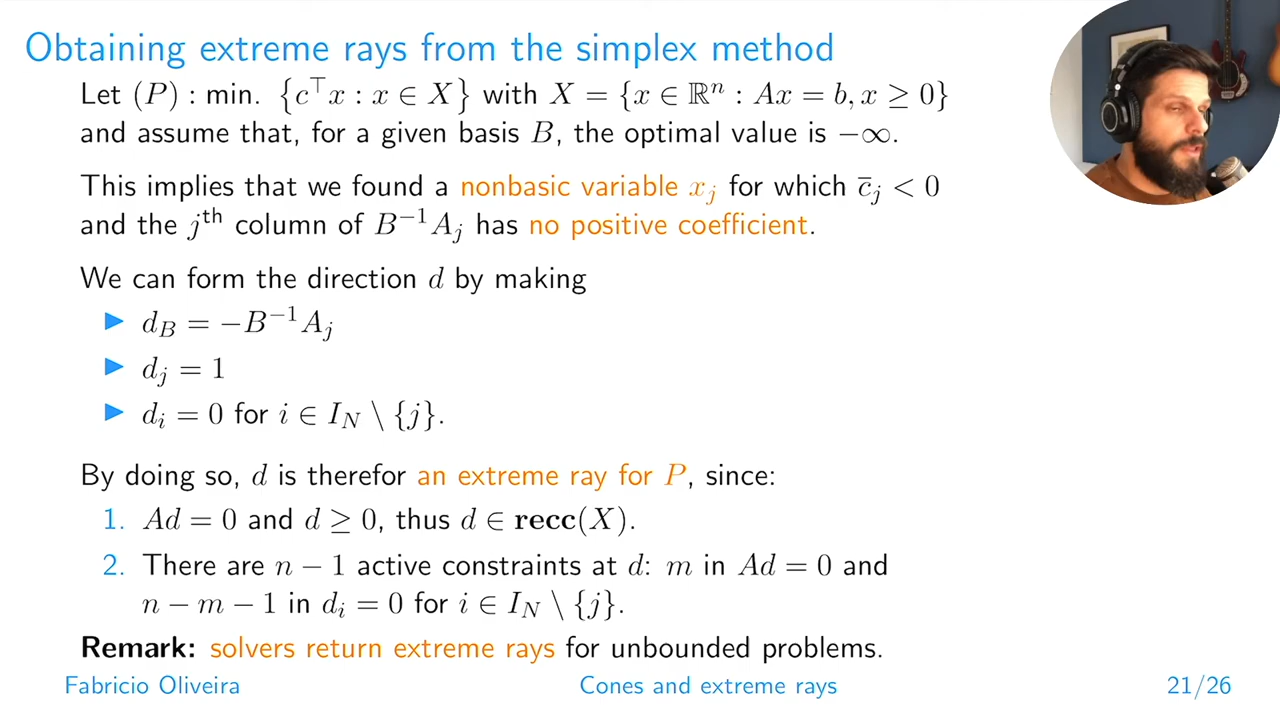 Obtaining extreme rays from the simplex method
Let (P) : min. {c⊤x : x ∈ X} with X = {x ∈ ℝⁿ : Ax = b, x ≥ 0}
and assume that, for a given basis B, the optimal value is −∞.
This implies that we found a nonbasic variable xⱼ for which c̅ⱼ < 0
and the jᵗʰ column of B⁻¹Aⱼ has no positive coefficient.
We can form the direction d by making
▶ d_B = −B⁻¹Aⱼ
▶ dⱼ = 1
▶ dᵢ = 0 for i ∈ I_N \ {j}.
By doing so, d is therefor an extreme ray for P, since:
1. Ad = 0 and d ≥ 0, thus d ∈ recc(X).
2. There are n − 1 active constraints at d: m in Ad = 0 and
n − m − 1 in dᵢ = 0 for i ∈ I_N \ {j}.
Remark: solvers return extreme rays for unbounded problems.
Fabricio Oliveira Cones and extreme rays 21/26